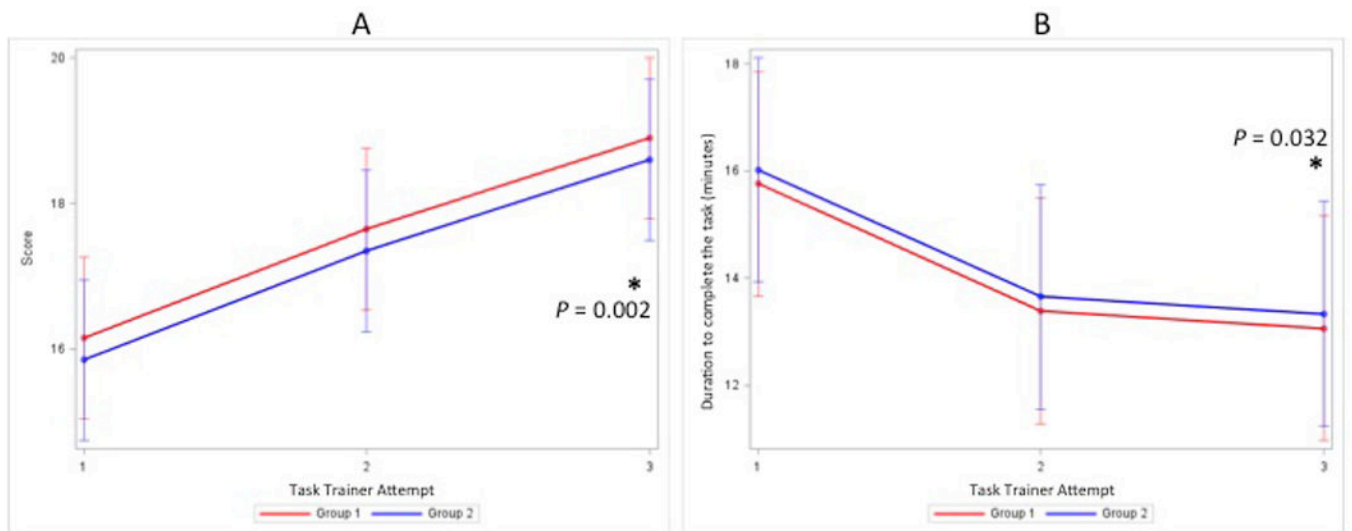 A
20
18
16
Score
*
P = 0.002
1 2 3
Task Trainer Attempt
Group 1 Group 2
B
18
16
14
12
Duration to complete the task (minutes)
P = 0.032
*
1 2 3
Task Trainer Attempt
Group 1 Group 2